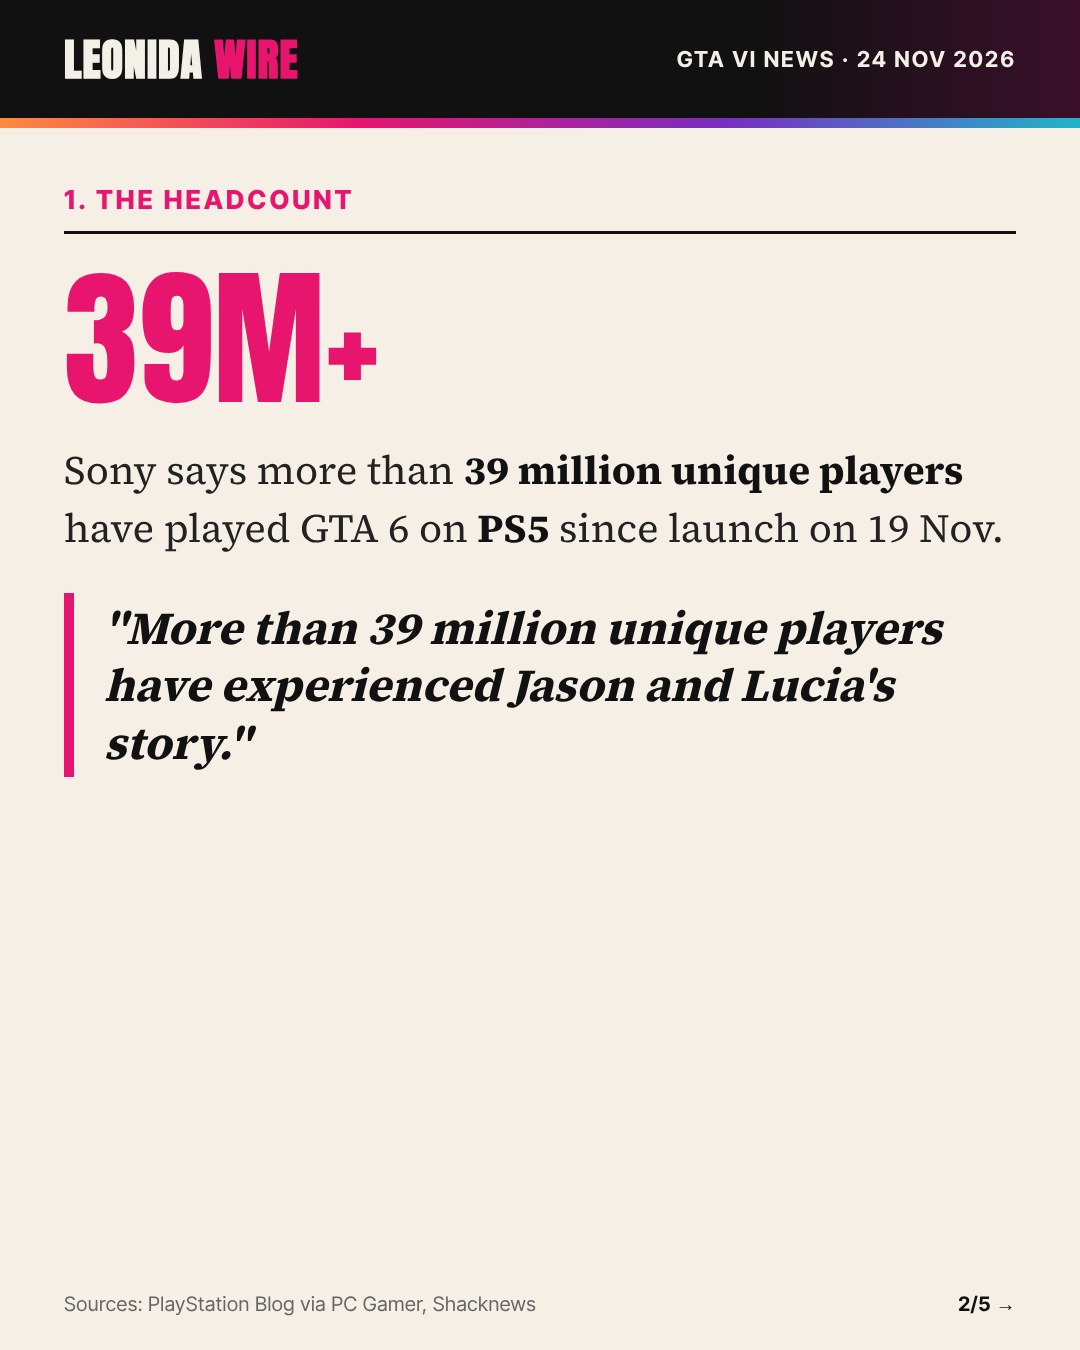 LEONIDA WIRE
GTA VI NEWS · 24 NOV 2026
1. THE HEADCOUNT
39M+
Sony says more than 39 million unique players
have played GTA 6 on PS5 since launch on 19 Nov.
"More than 39 million unique players
have experienced Jason and Lucia's
story."
Sources: PlayStation Blog via PC Gamer, Shacknews
2/5 →